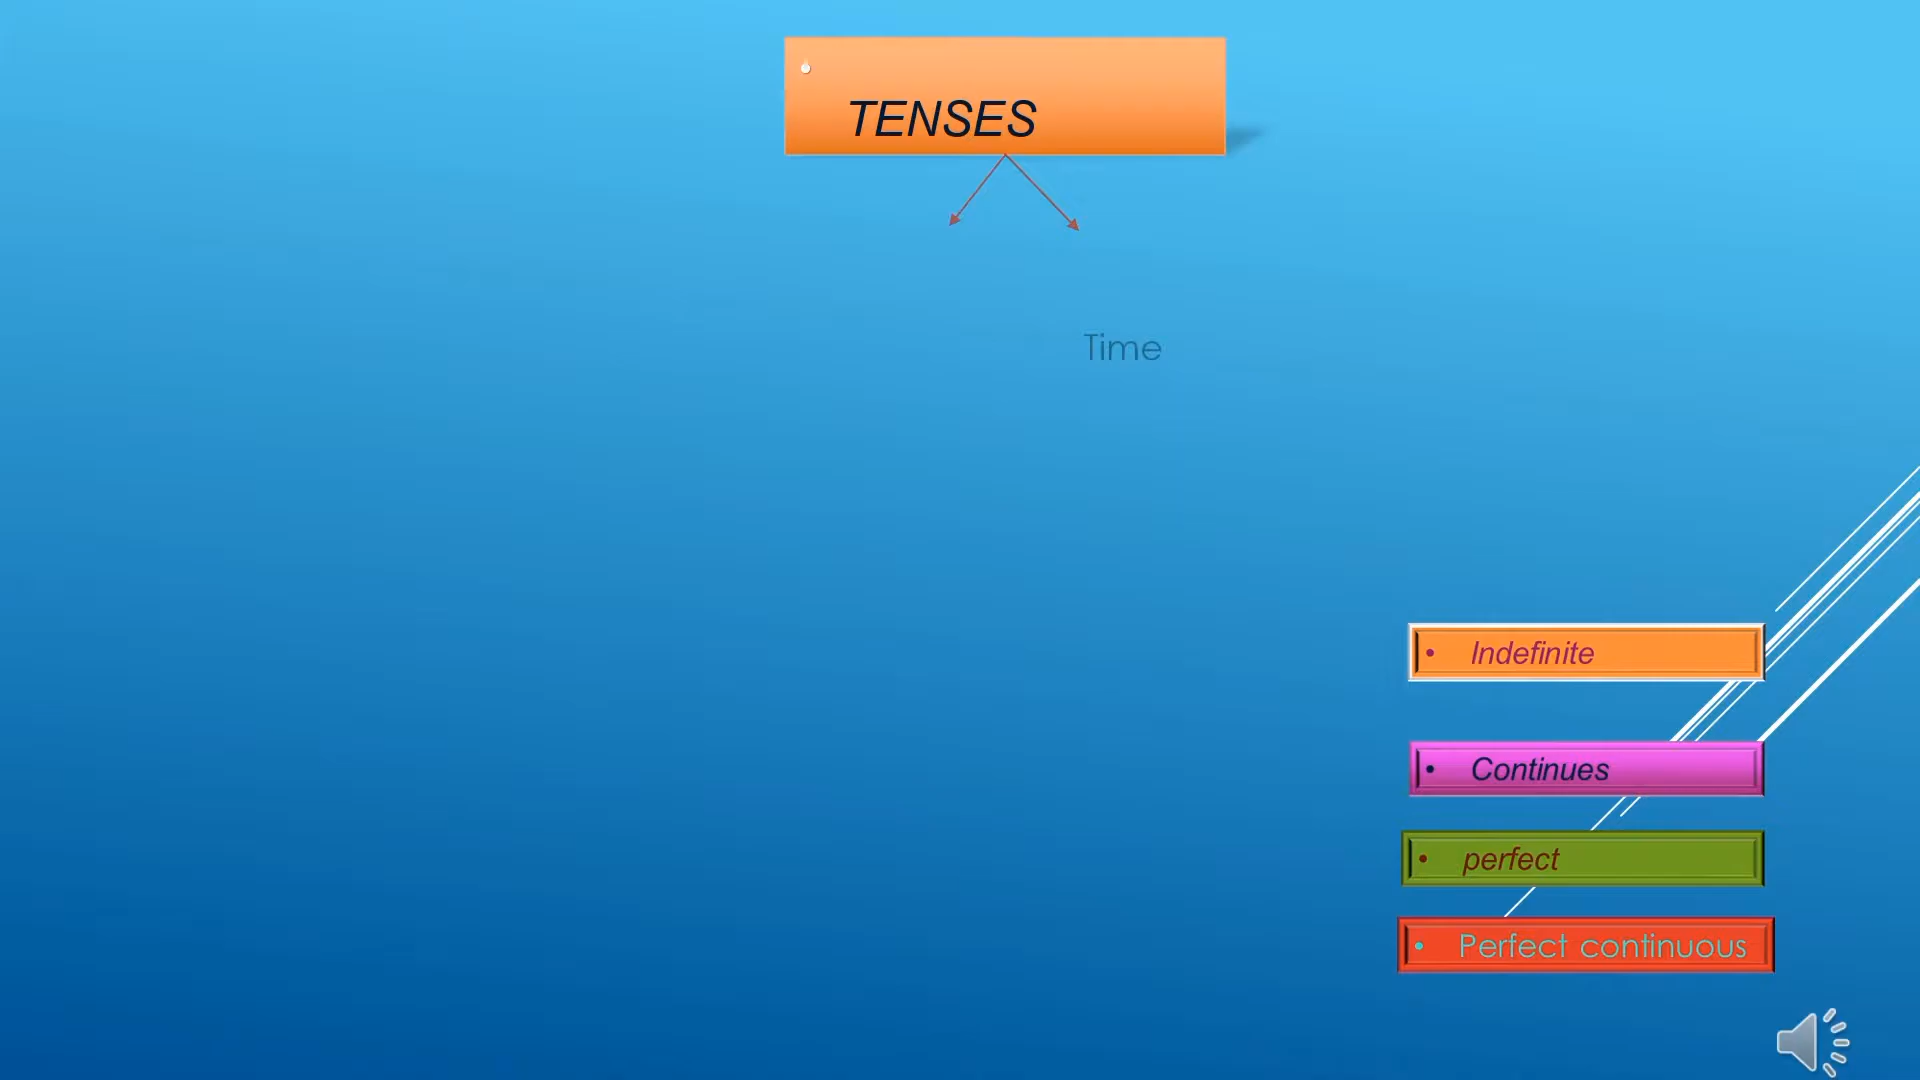 TENSES
Time
Indefinite
Continues
perfect
Perfect continuous